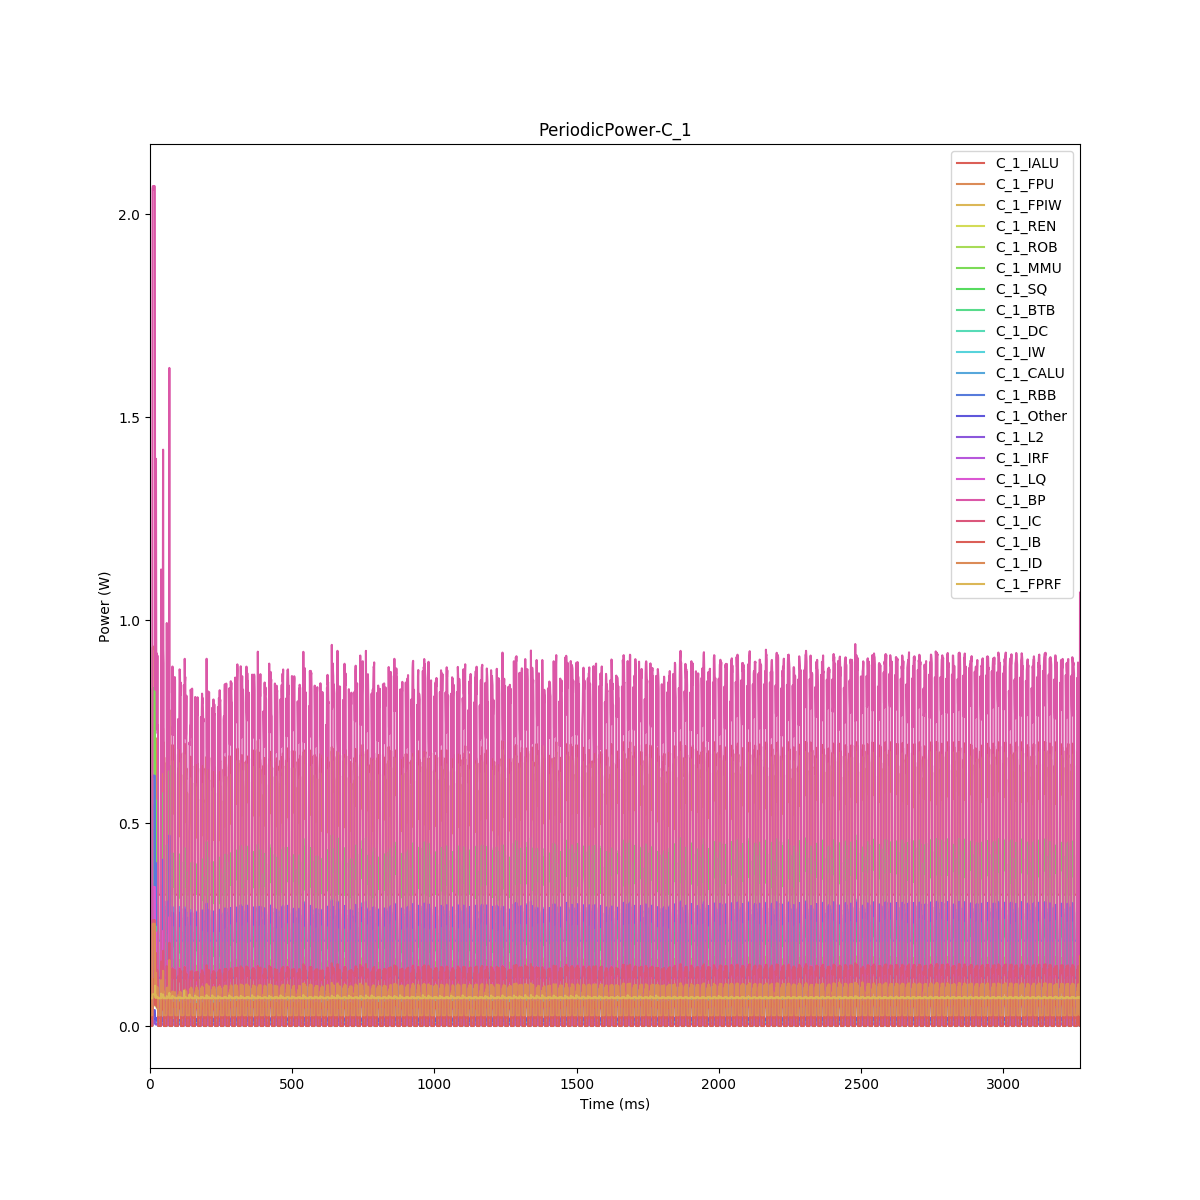 PeriodicPower-C_1
C_1_IALU
C_1_FPU
C_1_FPIW
C_1_REN
C_1_ROB
C_1_MMU
C_1_SQ
C_1_BTB
C_1_DC
C_1_IW
C_1_CALU
C_1_RBB
C_1_Other
C_1_L2
C_1_IRF
C_1_LQ
C_1_BP
C_1_IC
C_1_IB
C_1_ID
C_1_FPRF
2.0
1.5
1.0
0.5
0.0
Power (W)
0 500 1000 1500 2000 2500 3000
Time (ms)